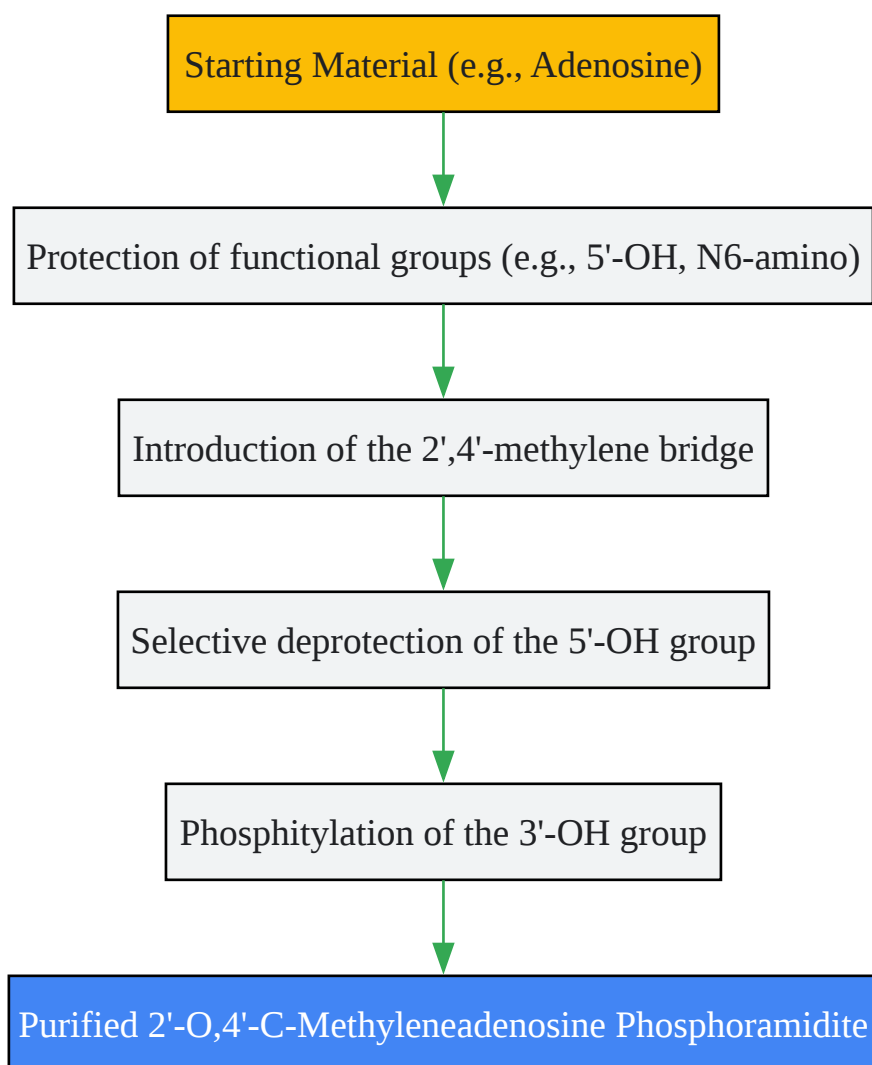 Starting Material (e.g., Adenosine)
Protection of functional groups (e.g., 5'-OH, N6-amino)
Introduction of the 2',4'-methylene bridge
Selective deprotection of the 5'-OH group
Phosphitylation of the 3'-OH group
Purified 2'-O,4'-C-Methyleneadenosine Phosphoramidite